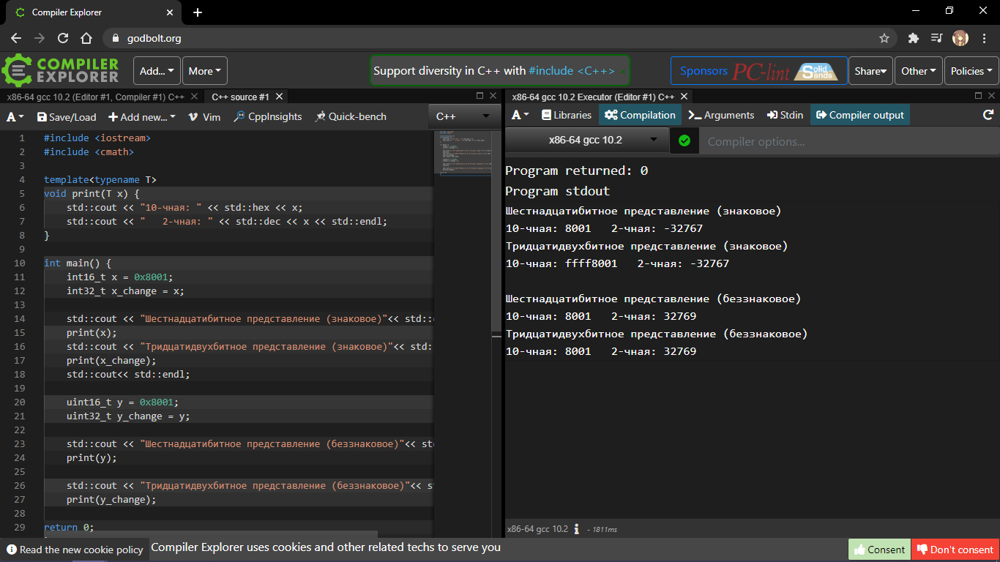 Compiler Explorer
godbolt.org
COMPILER EXPLORER
Add...
More
Support diversity in C++ with #include <C++>
Sponsors PC-lint Solid Sands
Share
Other
Policies
x86-64 gcc 10.2 (Editor #1, Compiler #1) C++
C++ source #1
A
Save/Load
Add new...
Vim
CppInsights
Quick-bench
C++
1 #include <iostream>
2 #include <cmath>
3
4 template<typename T>
5 void print(T x) {
6 std::cout << "10-чная: " << std::hex << x;
7 std::cout << "   2-чная: " << std::dec << x << std::endl;
8 }
9
10 int main() {
11 int16_t x = 0x8001;
12 int32_t x_change = x;
13
14 std::cout << "Шестнадцатибитное представление (знаковое)"<< std::
15 print(x);
16 std::cout << "Тридцатидвухбитное представление (знаковое)"<< std:
17 print(x_change);
18 std::cout<< std::endl;
19
20 uint16_t y = 0x8001;
21 uint32_t y_change = y;
22
23 std::cout << "Шестнадцатибитное представление (беззнаковое)"<< st
24 print(y);
25
26 std::cout << "Тридцатидвухбитное представление (беззнаковое)"<< s
27 print(y_change);
28
29 return 0;
x86-64 gcc 10.2 Executor (Editor #1) C++
A
Libraries
Compilation
Arguments
Stdin
Compiler output
x86-64 gcc 10.2
Compiler options...
Program returned: 0
Program stdout
Шестнадцатибитное представление (знаковое)
10-чная: 8001   2-чная: -32767
Тридцатидвухбитное представление (знаковое)
10-чная: ffff8001   2-чная: -32767
Шестнадцатибитное представление (беззнаковое)
10-чная: 8001   2-чная: 32769
Тридцатидвухбитное представление (беззнаковое)
10-чная: 8001   2-чная: 32769
x86-64 gcc 10.2 - 1811ms
Read the new cookie policy
Compiler Explorer uses cookies and other related techs to serve you
Consent
Don't consent